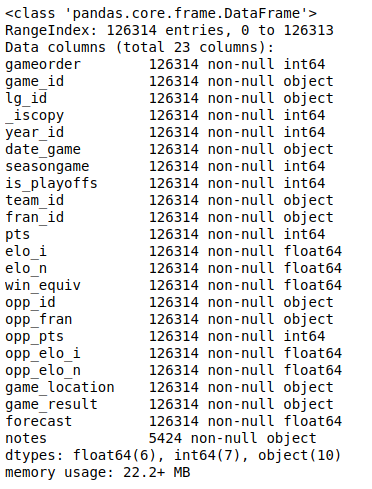 <class 'pandas.core.frame.DataFrame'>
RangeIndex: 126314 entries, 0 to 126313
Data columns (total 23 columns):
gameorder        126314 non-null int64
game_id          126314 non-null object
lg_id            126314 non-null object
_iscopy          126314 non-null int64
year_id          126314 non-null int64
date_game        126314 non-null object
seasongame       126314 non-null int64
is_playoffs      126314 non-null int64
team_id          126314 non-null object
fran_id          126314 non-null object
pts              126314 non-null int64
elo_i            126314 non-null float64
elo_n            126314 non-null float64
win_equiv        126314 non-null float64
opp_id           126314 non-null object
opp_fran         126314 non-null object
opp_pts          126314 non-null int64
opp_elo_i        126314 non-null float64
opp_elo_n        126314 non-null float64
game_location    126314 non-null object
game_result      126314 non-null object
forecast         126314 non-null float64
notes            5424 non-null object
dtypes: float64(6), int64(7), object(10)
memory usage: 22.2+ MB